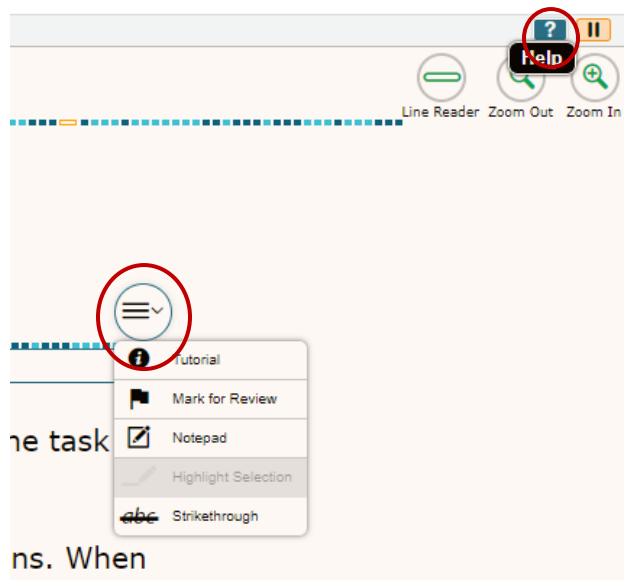 ?
Help
Line Reader Zoom Out Zoom In
Tutorial
Mark for Review
he task
Notepad
Highlight Selection
abc Strikethrough
ns. When